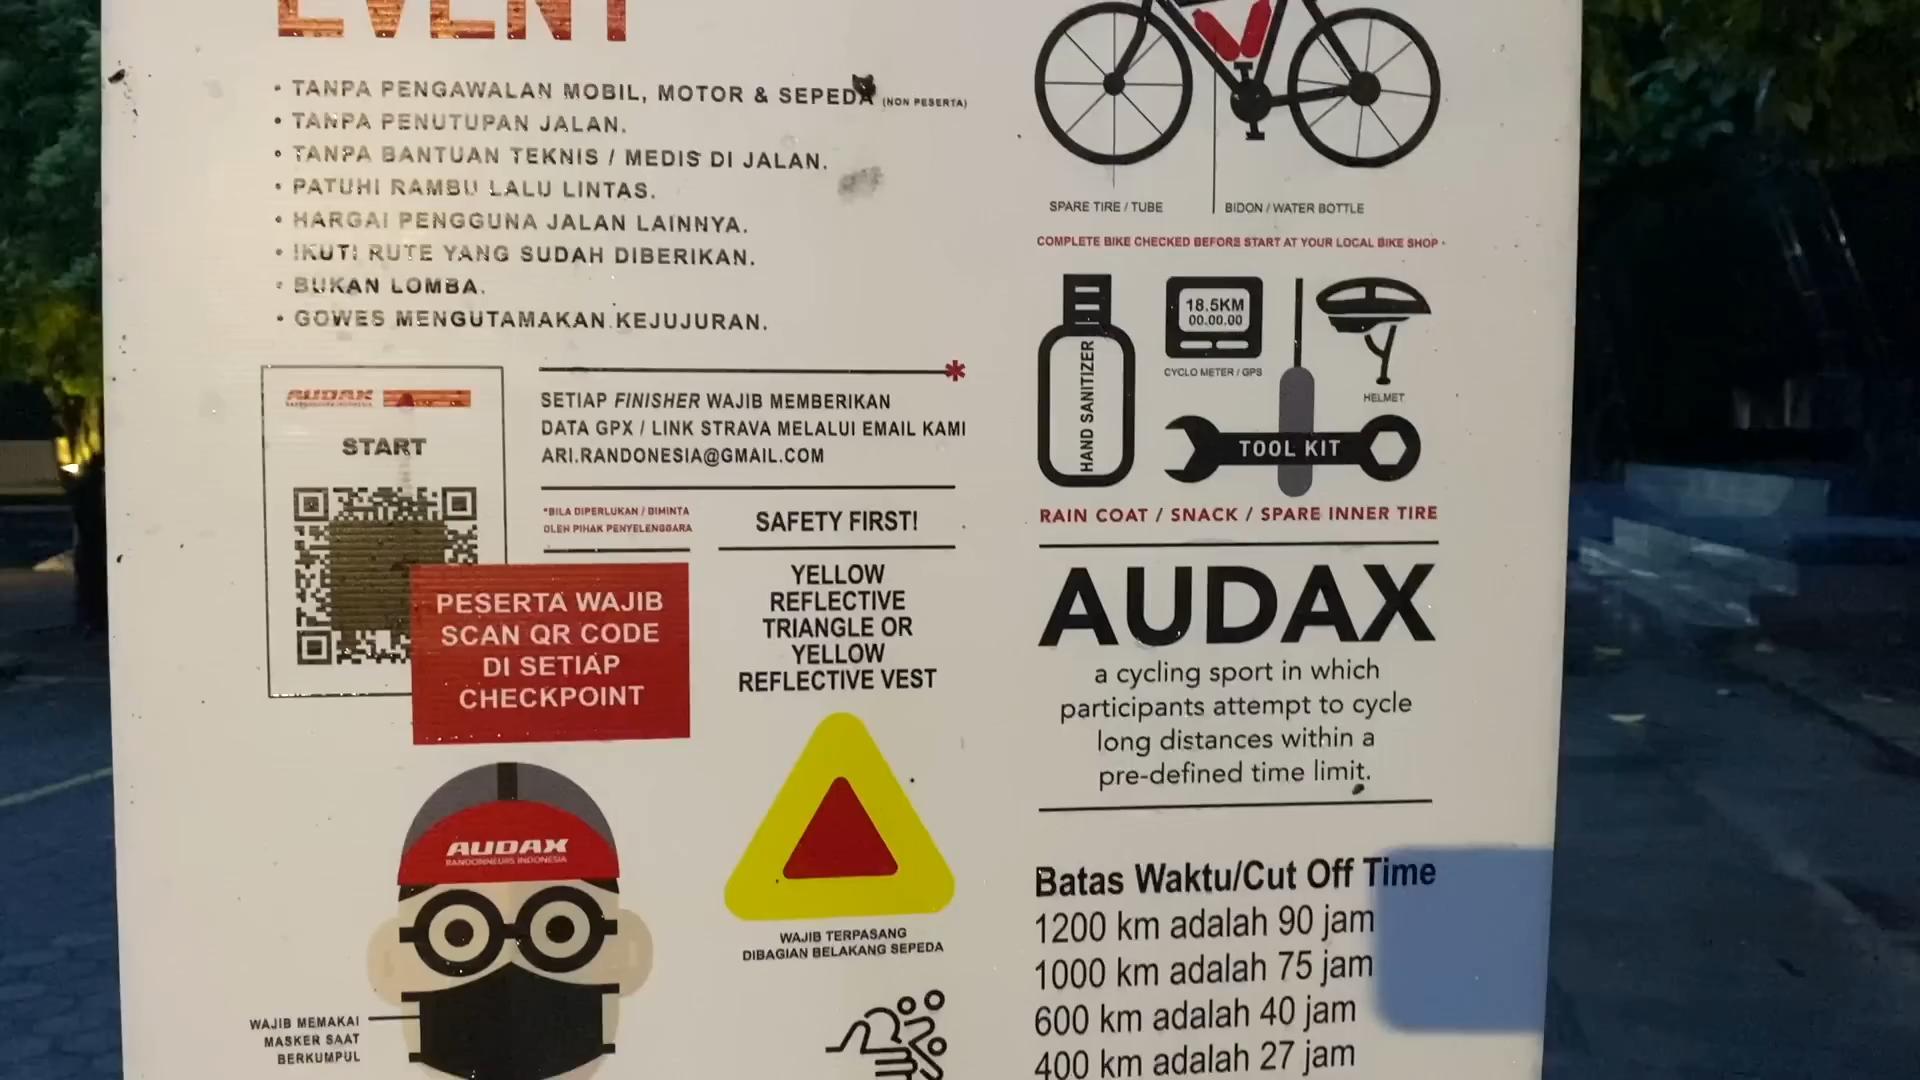 EVENT
• TANPA PENGAWALAN MOBIL, MOTOR & SEPEDA (NON PESERTA)
• TANPA PENUTUPAN JALAN.
• TANPA BANTUAN TEKNIS / MEDIS DI JALAN.
• PATUHI RAMBU LALU LINTAS.
• HARGAI PENGGUNA JALAN LAINNYA.
• IKUTI RUTE YANG SUDAH DIBERIKAN.
• BUKAN LOMBA.
• GOWES MENGUTAMAKAN KEJUJURAN.
AUDAX
RANDONNEURS INDONESIA
START
SETIAP FINISHER WAJIB MEMBERIKAN
DATA GPX / LINK STRAVA MELALUI EMAIL KAMI
ARI.RANDONESIA@GMAIL.COM
*BILA DIPERLUKAN / DIMINTA
OLEH PIHAK PENYELENGGARA
PESERTA WAJIB
SCAN QR CODE
DI SETIAP
CHECKPOINT
SAFETY FIRST!
YELLOW
REFLECTIVE
TRIANGLE OR
YELLOW
REFLECTIVE VEST
WAJIB TERPASANG
DIBAGIAN BELAKANG SEPEDA
AUDAX
RANDONNEURS INDONESIA
WAJIB MEMAKAI
MASKER SAAT
BERKUMPUL
SPARE TIRE / TUBE
BIDON / WATER BOTTLE
COMPLETE BIKE CHECKED BEFORE START AT YOUR LOCAL BIKE SHOP •
HAND SANITIZER
18.5KM
00.00.00
CYCLO METER / GPS
HELMET
TOOL KIT
RAIN COAT / SNACK / SPARE INNER TIRE
AUDAX
a cycling sport in which
participants attempt to cycle
long distances within a
pre-defined time limit.
Batas Waktu/Cut Off Time
1200 km adalah 90 jam
1000 km adalah 75 jam
600 km adalah 40 jam
400 km adalah 27 jam